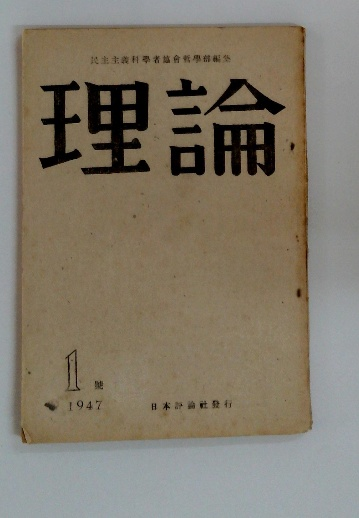 民主主義科學者協會哲學部編集
理論
1 號
1947
日本評論社發行